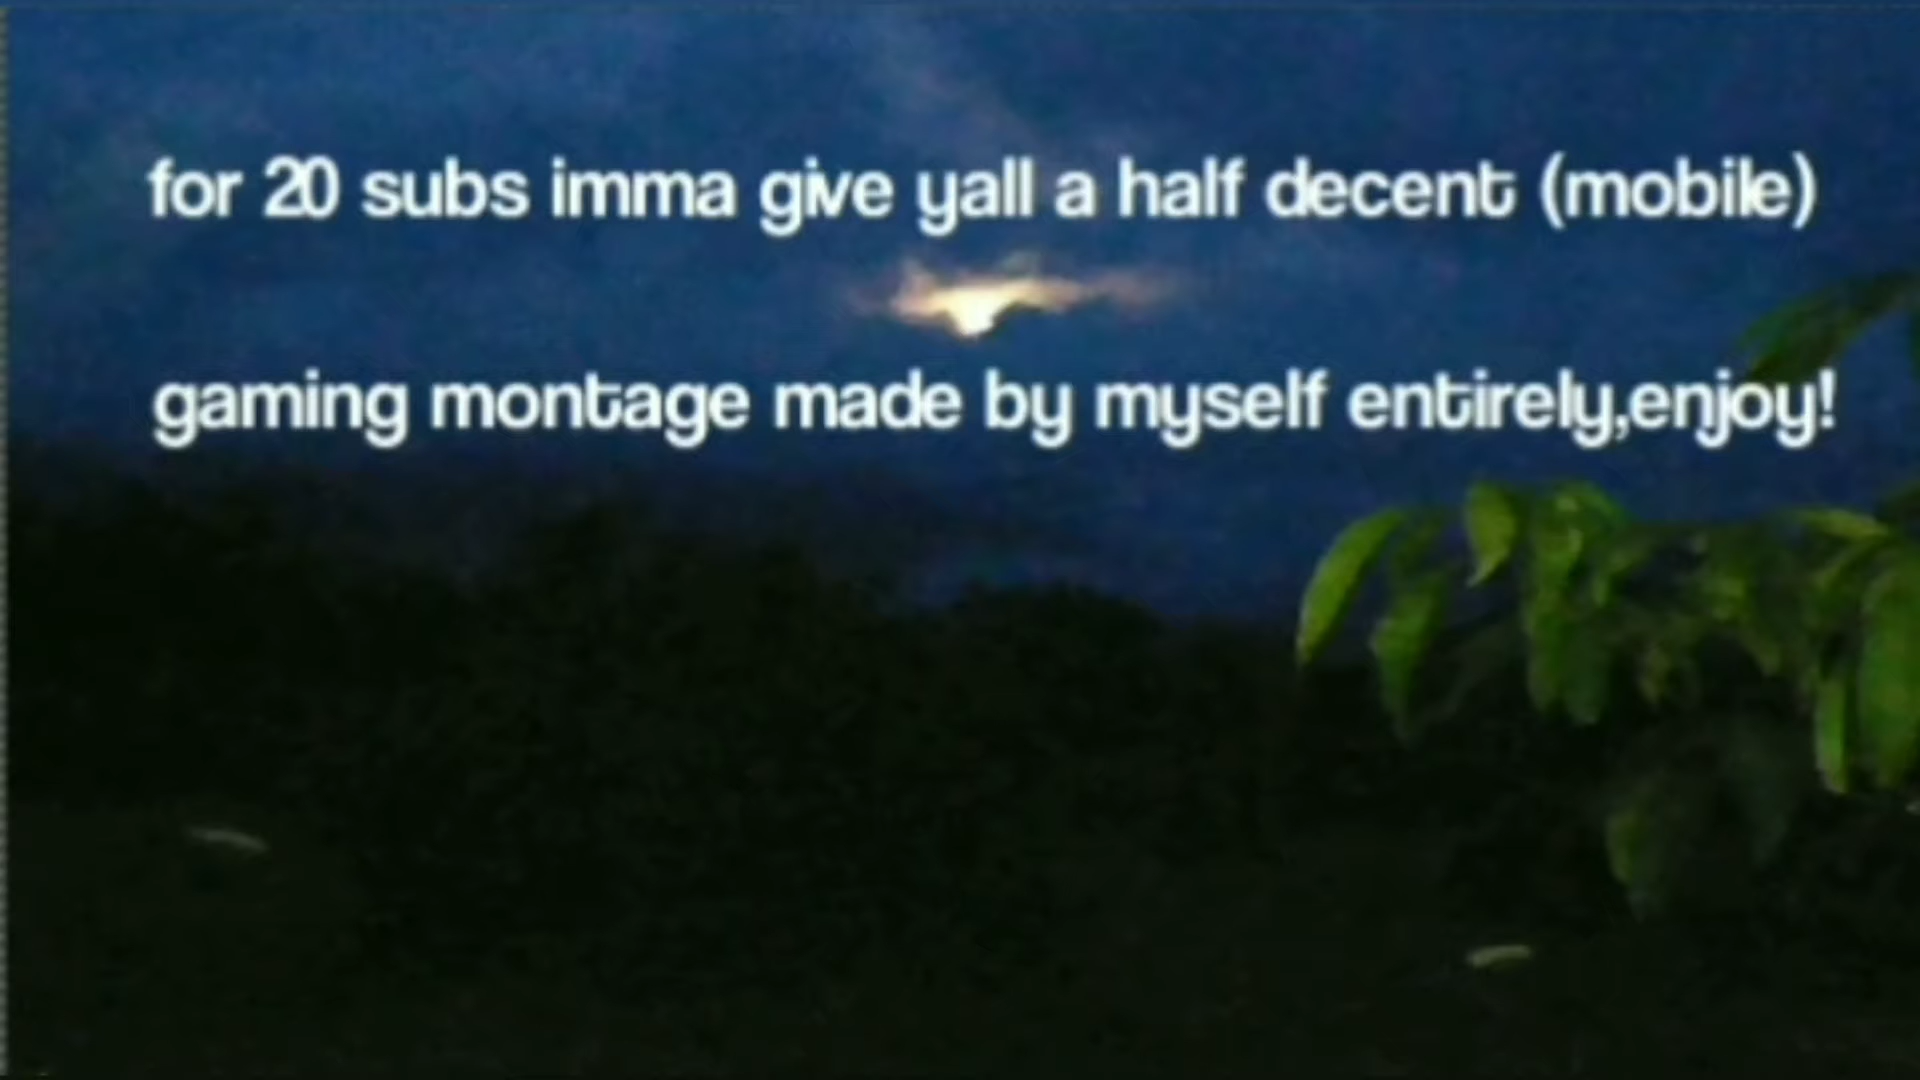 for 20 subs imma give yall a half decent (mobile)
gaming montage made by myself entirely,enjoy!